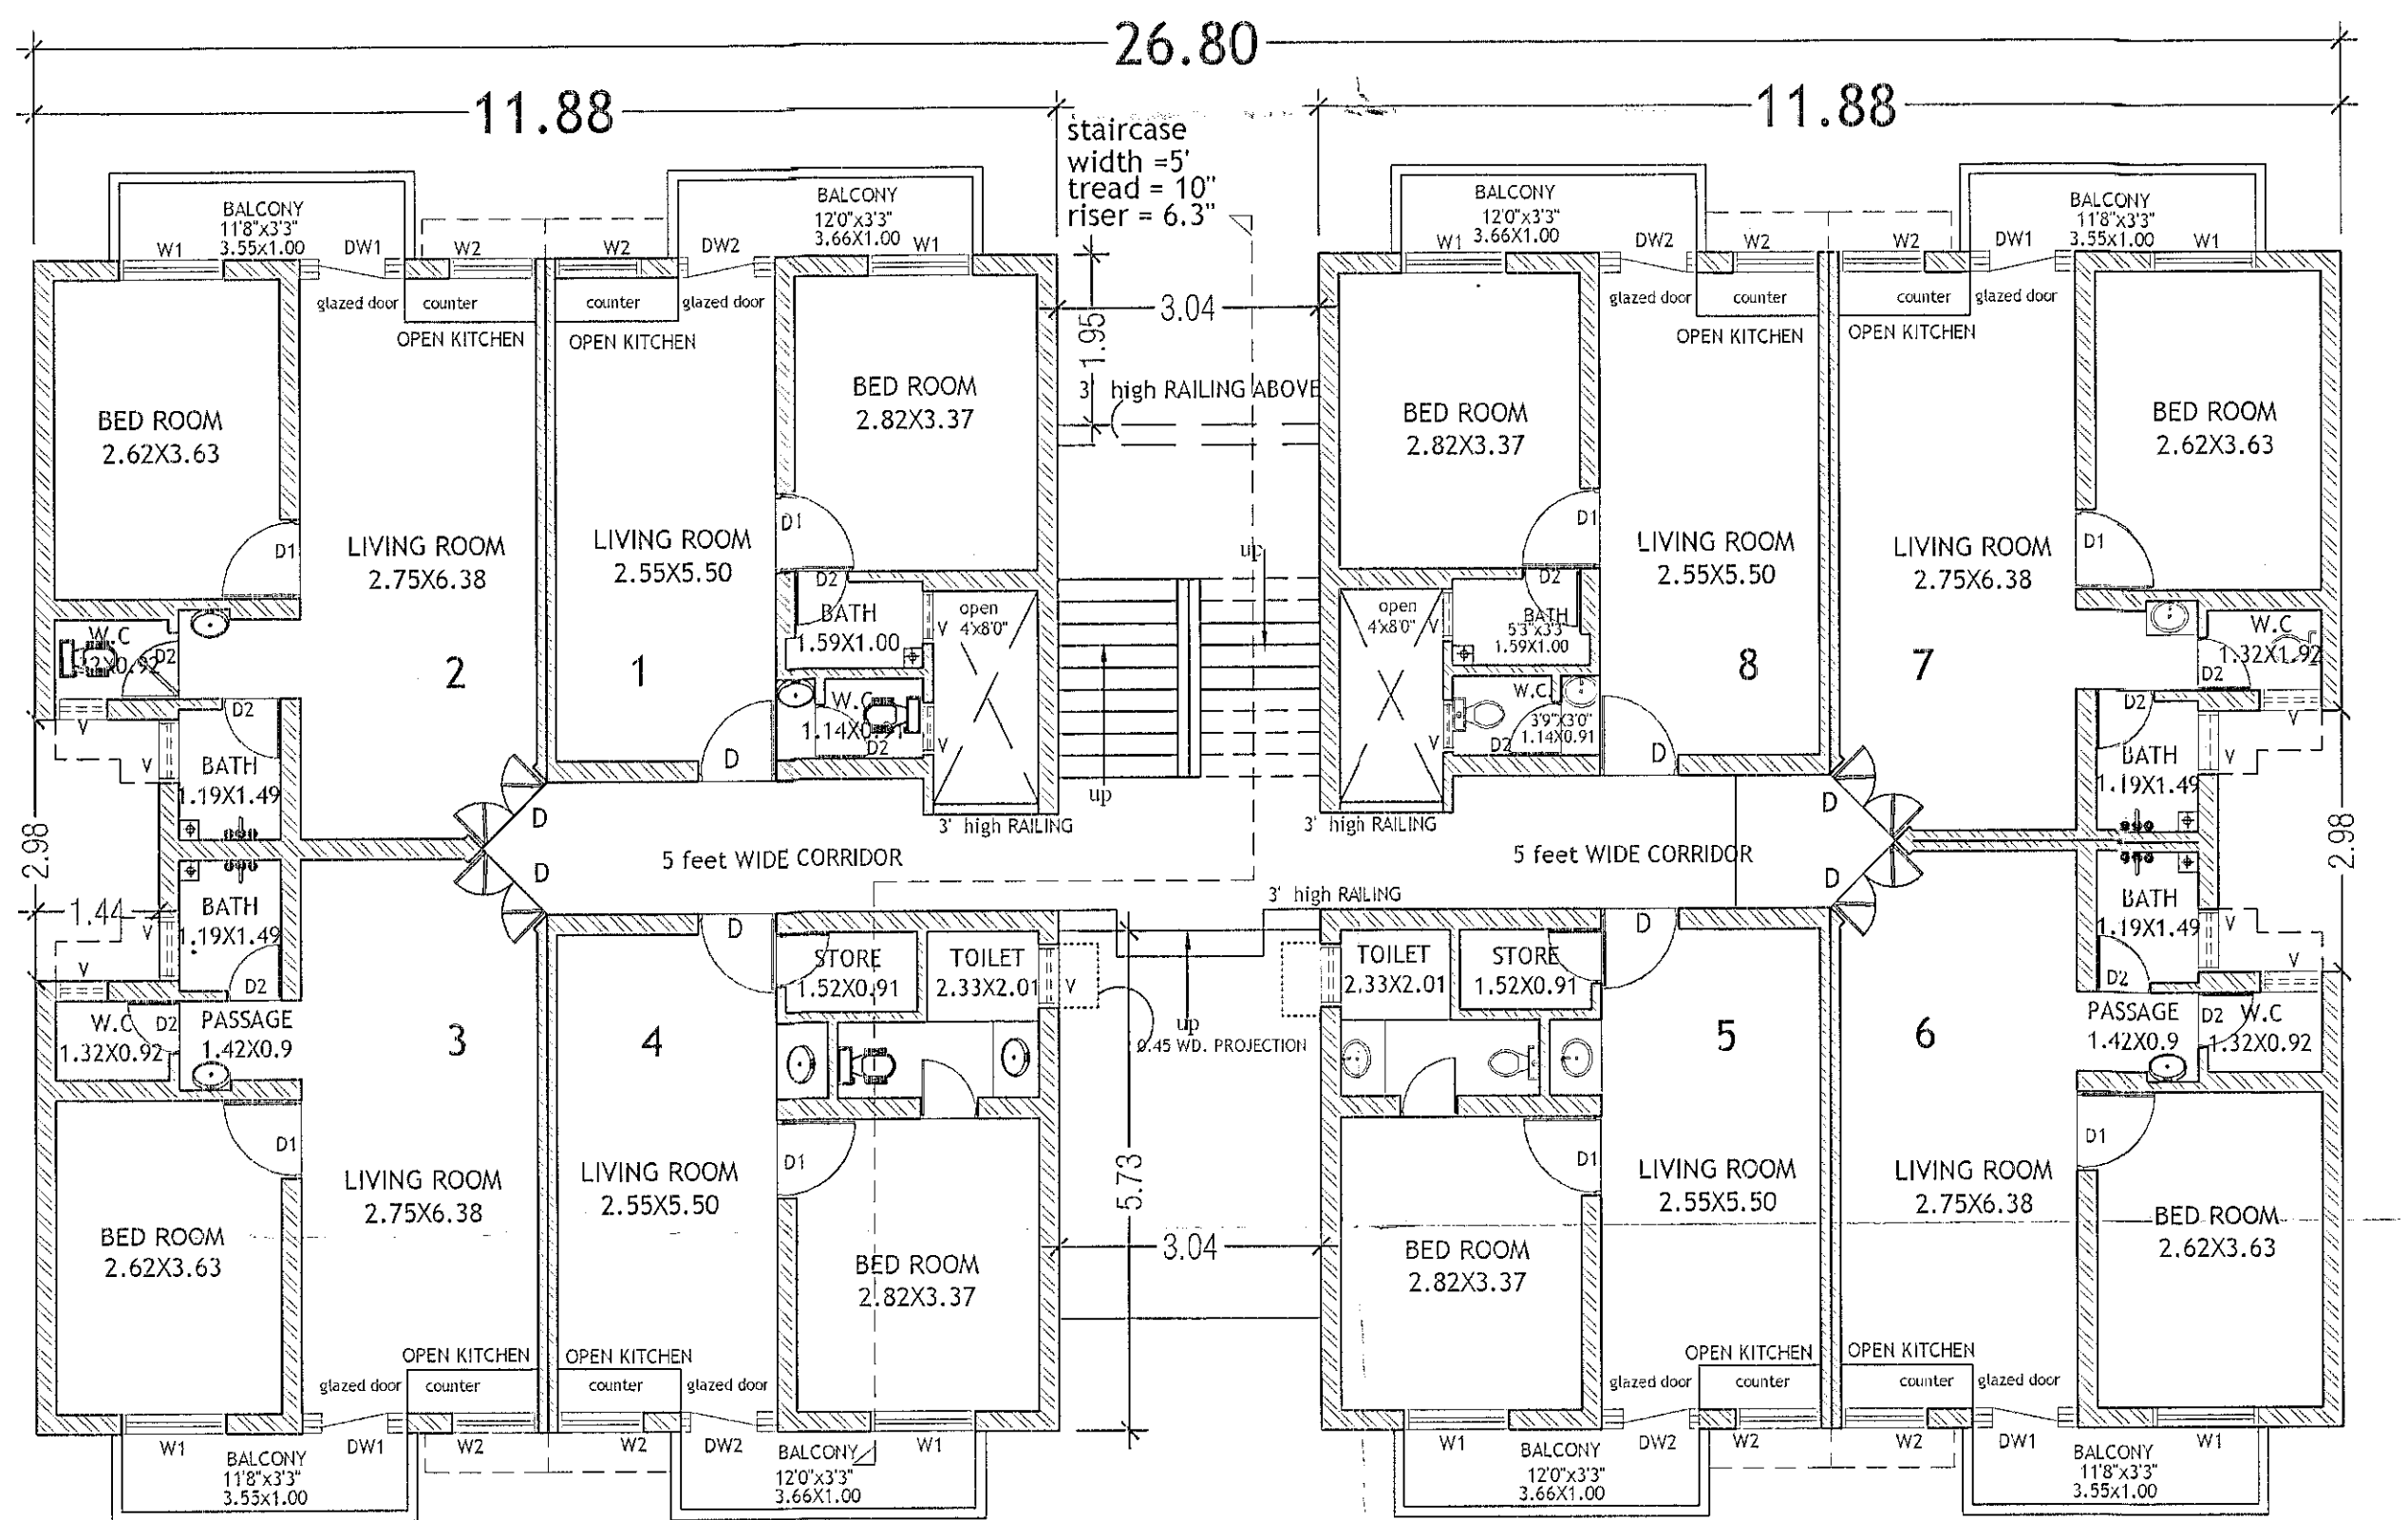 26.80
11.88
11.88
staircase
width =5'
tread = 10"
riser = 6.3"
BALCONY
11'8"x3'3"
3.55x1.00
W1
DW1
W2
BALCONY
12'0"x3'3"
3.66X1.00
W2
DW2
W1
BALCONY
12'0"x3'3"
3.66X1.00
W1
DW2
W2
BALCONY
11'8"x3'3"
3.55x1.00
W2
DW1
W1
glazed door
counter
OPEN KITCHEN
counter
glazed door
OPEN KITCHEN
3.04
1.95
glazed door
counter
OPEN KITCHEN
counter
glazed door
OPEN KITCHEN
3' high RAILING ABOVE
BED ROOM
2.62X3.63
D1
LIVING ROOM
2.75X6.38
2
LIVING ROOM
2.55X5.50
1
BED ROOM
2.82X3.37
D1
D2
BATH
1.59X1.00
V
open
4'x8'0"
W.C
1.14X0.91
D2
V
D
up
up
BED ROOM
2.82X3.37
D1
D2
open
4'x8'0"
V
BATH
5'3"x3'3"
1.59X1.00
W.C.
3'9"X3'0"
1.14X0.91
D2
V
D
LIVING ROOM
2.55X5.50
8
LIVING ROOM
2.75X6.38
7
BED ROOM
2.62X3.63
D1
W.C
1.32X1.92
D2
V
W.C
D2
V
D2
BATH
1.19X1.49
V
D2
BATH
1.19X1.49
V
2.98
1.44
2.98
D
D
5 feet WIDE CORRIDOR
3' high RAILING
3' high RAILING
5 feet WIDE CORRIDOR
3' high RAILING
D
D
BATH
1.19X1.49
V
D2
V
W.C
1.32X0.92
D2
PASSAGE
1.42X0.9
3
D
STORE
1.52X0.91
TOILET
2.33X2.01
V
4
up
0.45 WD. PROJECTION
TOILET
2.33X2.01
STORE
1.52X0.91
D
5
6
BATH
1.19X1.49
V
D2
V
PASSAGE
1.42X0.9
D2
W.C
1.32X0.92
D1
LIVING ROOM
2.75X6.38
BED ROOM
2.62X3.63
LIVING ROOM
2.55X5.50
D1
BED ROOM
2.82X3.37
5.73
3.04
BED ROOM
2.82X3.37
D1
LIVING ROOM
2.55X5.50
LIVING ROOM
2.75X6.38
D1
BED ROOM
2.62X3.63
OPEN KITCHEN
glazed door
counter
OPEN KITCHEN
counter
glazed door
OPEN KITCHEN
glazed door
counter
OPEN KITCHEN
counter
glazed door
W1
BALCONY
11'8"x3'3"
3.55x1.00
DW1
W2
W2
DW2
BALCONY
12'0"x3'3"
3.66X1.00
W1
W1
BALCONY
12'0"x3'3"
3.66X1.00
DW2
W2
W2
DW1
BALCONY
11'8"x3'3"
3.55x1.00
W1